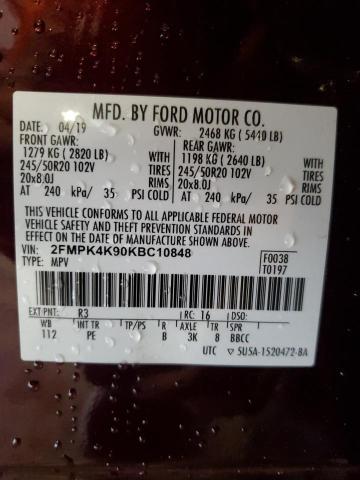 MFD. BY FORD MOTOR CO.
DATE: 04/19 GVWR: 2468 KG (5440 LB)
FRONT GAWR: REAR GAWR:
1279 KG (2820 LB) WITH 1198 KG (2640 LB) WITH
245/50R20 102V TIRES 245/50R20 102V TIRES
20x8.0J RIMS 20x8.0J RIMS
AT 240 kPa/ 35 PSI COLD AT 240 kPa/ 35 PSI COLD
THIS VEHICLE CONFORMS TO ALL APPLICABLE FEDERAL MOTOR
VEHICLE SAFETY AND THEFT PREVENTION STANDARDS IN EFFECT ON
THE DATE OF MANUFACTURE SHOWN ABOVE.
VIN: 2FMPK4K90KBC10848 F0038
TYPE: MPV T0197
EXT PNT: R3 RC: 16 DSO:
WB INT TR TP/PS R AXLE TR SPR
112 PE B 3K 8 BBCC
UTC 5U5A-1520472-BA